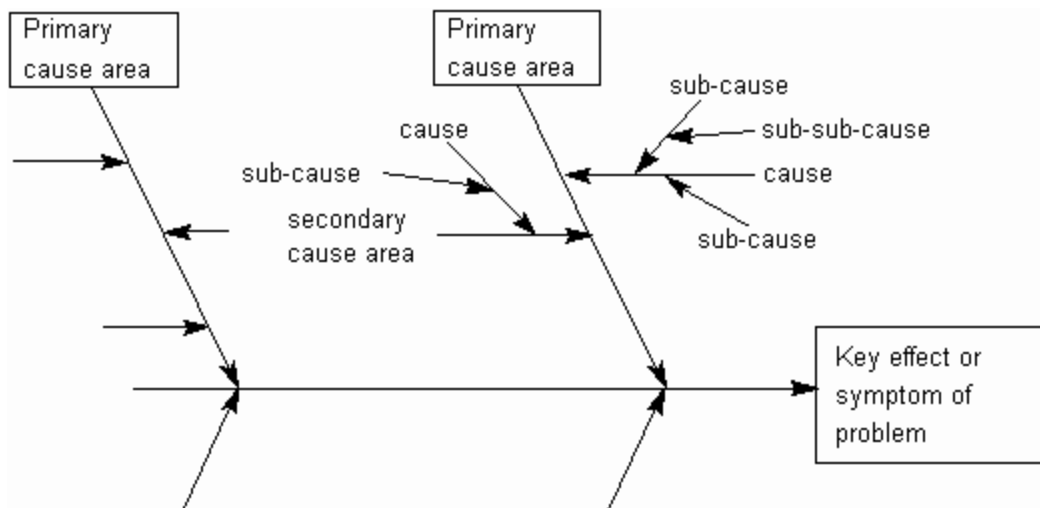 Primary
cause area
Primary
cause area
sub-cause
cause
sub-sub-cause
sub-cause
cause
secondary
cause area
sub-cause
Key effect or
symptom of
problem